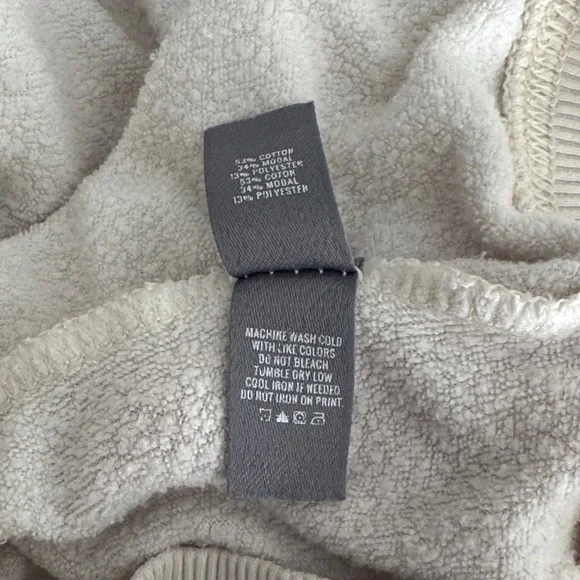 53% COTTON
34% MODAL
13% POLYESTER
53% COTON
34% MODAL
13% POLYESTER
MACHINE WASH COLD
WITH LIKE COLORS
DO NOT BLEACH
TUMBLE DRY LOW
COOL IRON IF NEEDED
DO NOT IRON ON PRINT.